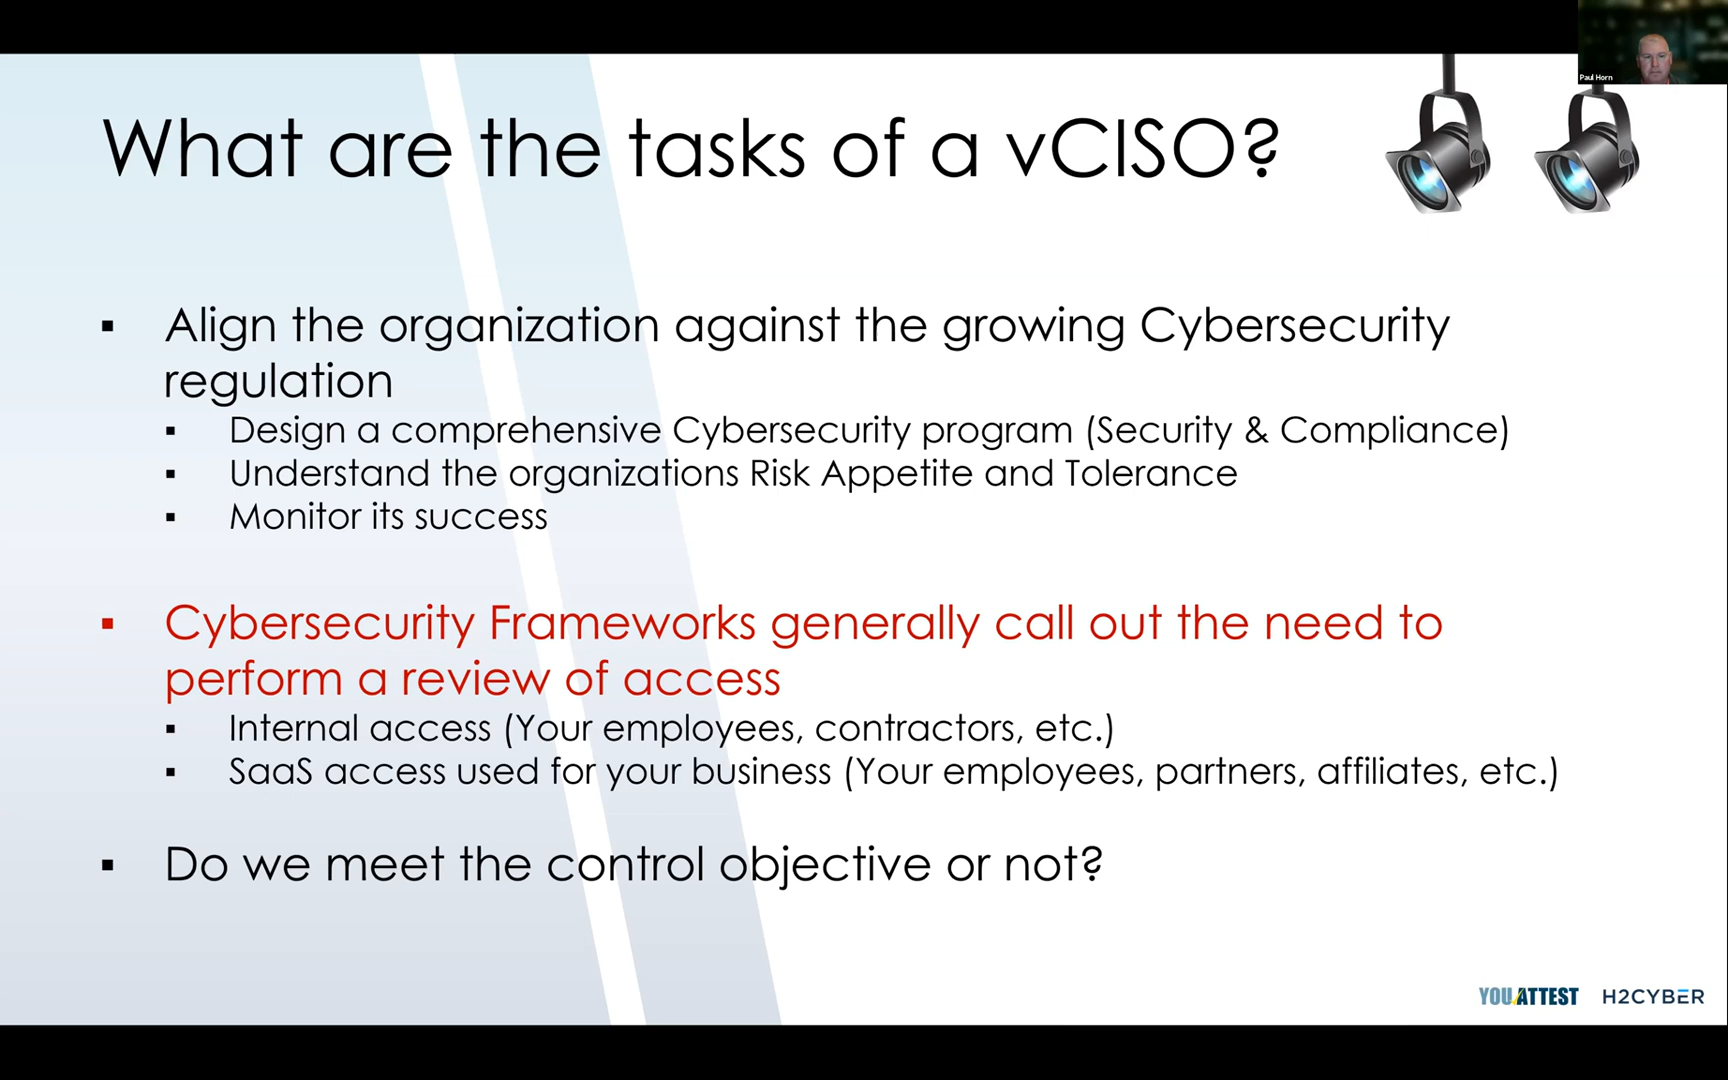 Paul Horn
What are the tasks of a vCISO?
▪ Align the organization against the growing Cybersecurity
regulation
▪ Design a comprehensive Cybersecurity program (Security & Compliance)
▪ Understand the organizations Risk Appetite and Tolerance
▪ Monitor its success
▪ Cybersecurity Frameworks generally call out the need to
perform a review of access
▪ Internal access (Your employees, contractors, etc.)
▪ SaaS access used for your business (Your employees, partners, affiliates, etc.)
▪ Do we meet the control objective or not?
YOUATTEST H2CYBER